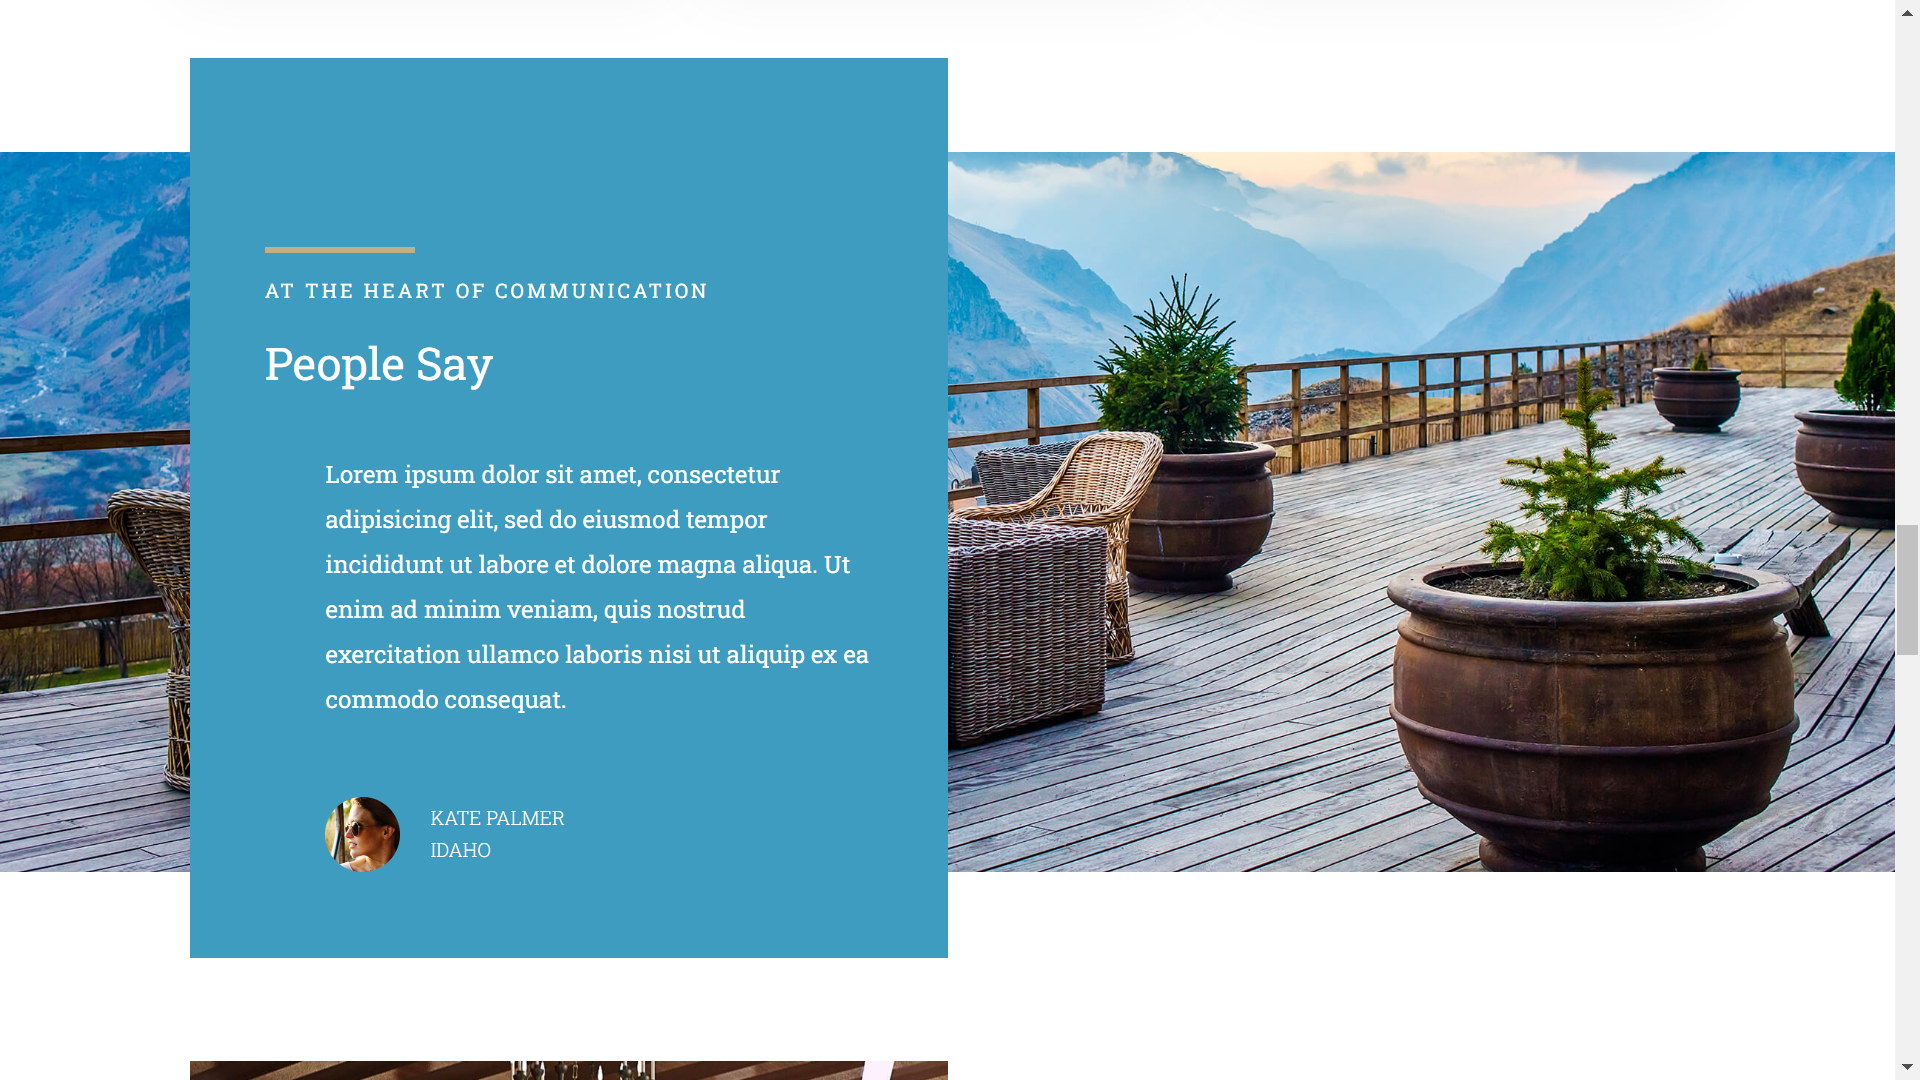 AT THE HEART OF COMMUNICATION
People Say
Lorem ipsum dolor sit amet, consectetur
adipisicing elit, sed do eiusmod tempor
incididunt ut labore et dolore magna aliqua. Ut
enim ad minim veniam, quis nostrud
exercitation ullamco laboris nisi ut aliquip ex ea
commodo consequat.
KATE PALMER
IDAHO